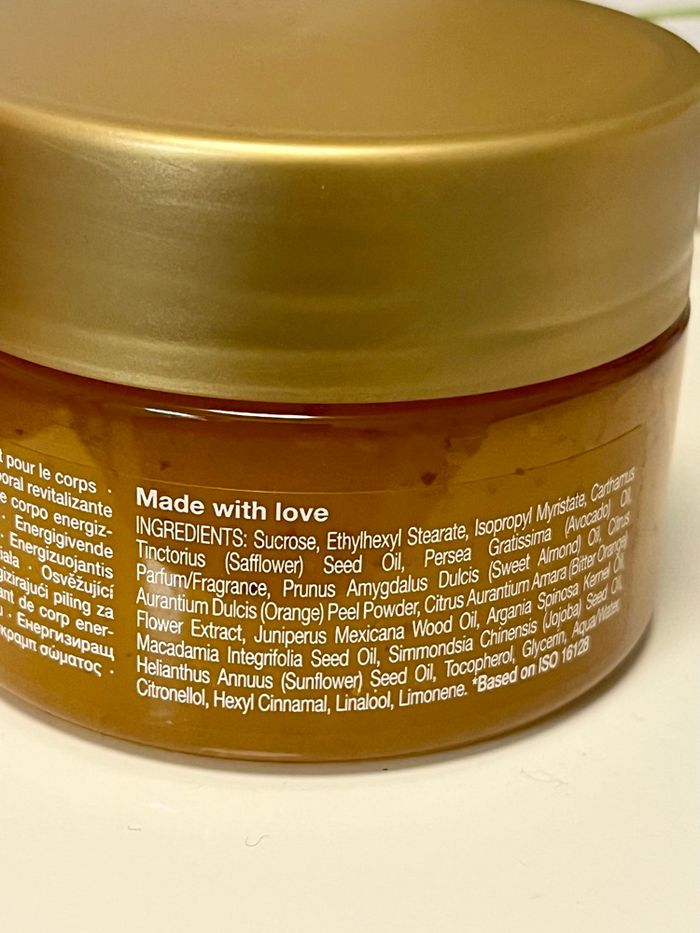 t pour le corps ·
poral revitalizante
e corpo energiz-
· Energigivende
· Energizuojantis
iala · Osvěžující
gizirajući piling za
ant de corp ener-
· Енергизиращ
κραμπ σώματος ·
Made with love
INGREDIENTS: Sucrose, Ethylhexyl Stearate, Isopropyl Myristate, Carthamus
Tinctorius (Safflower) Seed Oil, Persea Gratissima (Avocado) Oil,
Parfum/Fragrance, Prunus Amygdalus Dulcis (Sweet Almond) Oil, Citrus
Aurantium Dulcis (Orange) Peel Powder, Citrus Aurantium Amara (Bitter Orange)
Flower Extract, Juniperus Mexicana Wood Oil, Argania Spinosa Kernel Oil,
Macadamia Integrifolia Seed Oil, Simmondsia Chinensis (Jojoba) Seed Oil,
Helianthus Annuus (Sunflower) Seed Oil, Tocopherol, Glycerin, Aqua/Water,
Citronellol, Hexyl Cinnamal, Linalool, Limonene. *Based on ISO 16128